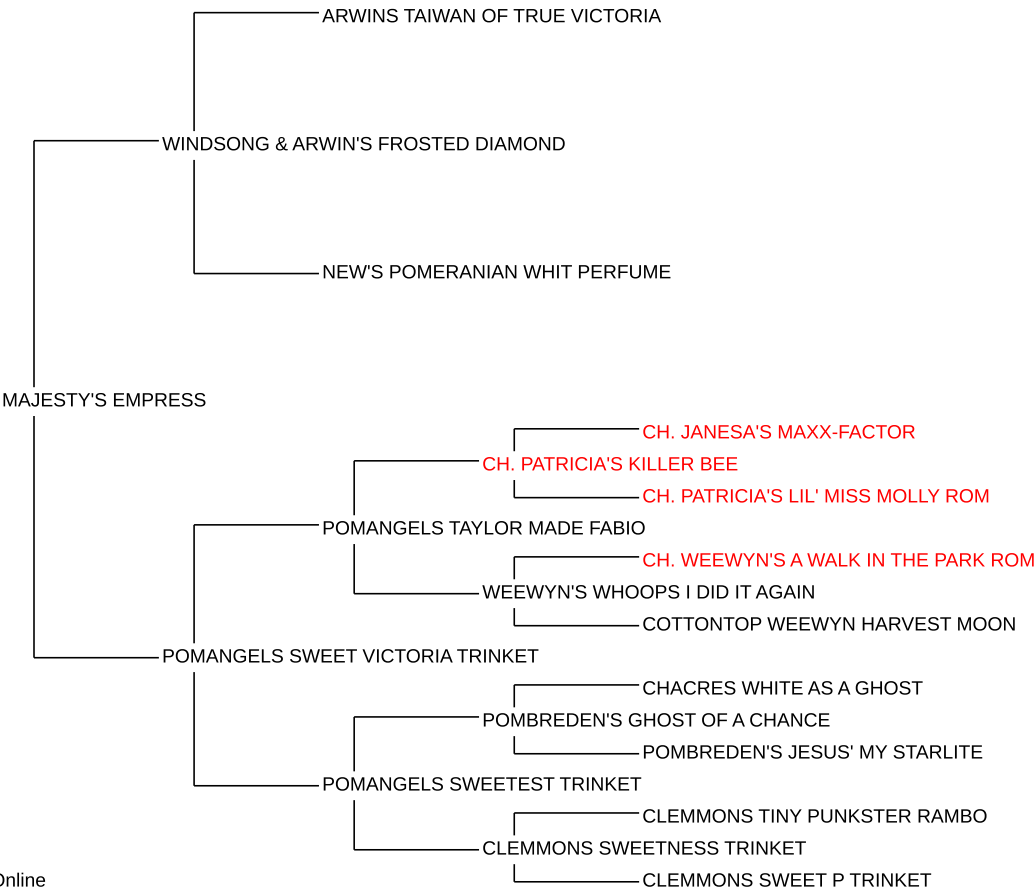 ARWINS TAIWAN OF TRUE VICTORIA
WINDSONG & ARWIN'S FROSTED DIAMOND
NEW'S POMERANIAN WHIT PERFUME
MAJESTY'S EMPRESS
CH. JANESA'S MAXX-FACTOR
CH. PATRICIA'S KILLER BEE
CH. PATRICIA'S LIL' MISS MOLLY ROM
POMANGELS TAYLOR MADE FABIO
CH. WEEWYN'S A WALK IN THE PARK ROM
WEEWYN'S WHOOPS I DID IT AGAIN
COTTONTOP WEEWYN HARVEST MOON
POMANGELS SWEET VICTORIA TRINKET
CHACRES WHITE AS A GHOST
POMBREDEN'S GHOST OF A CHANCE
POMBREDEN'S JESUS' MY STARLITE
POMANGELS SWEETEST TRINKET
CLEMMONS TINY PUNKSTER RAMBO
CLEMMONS SWEETNESS TRINKET
Online
CLEMMONS SWEET P TRINKET